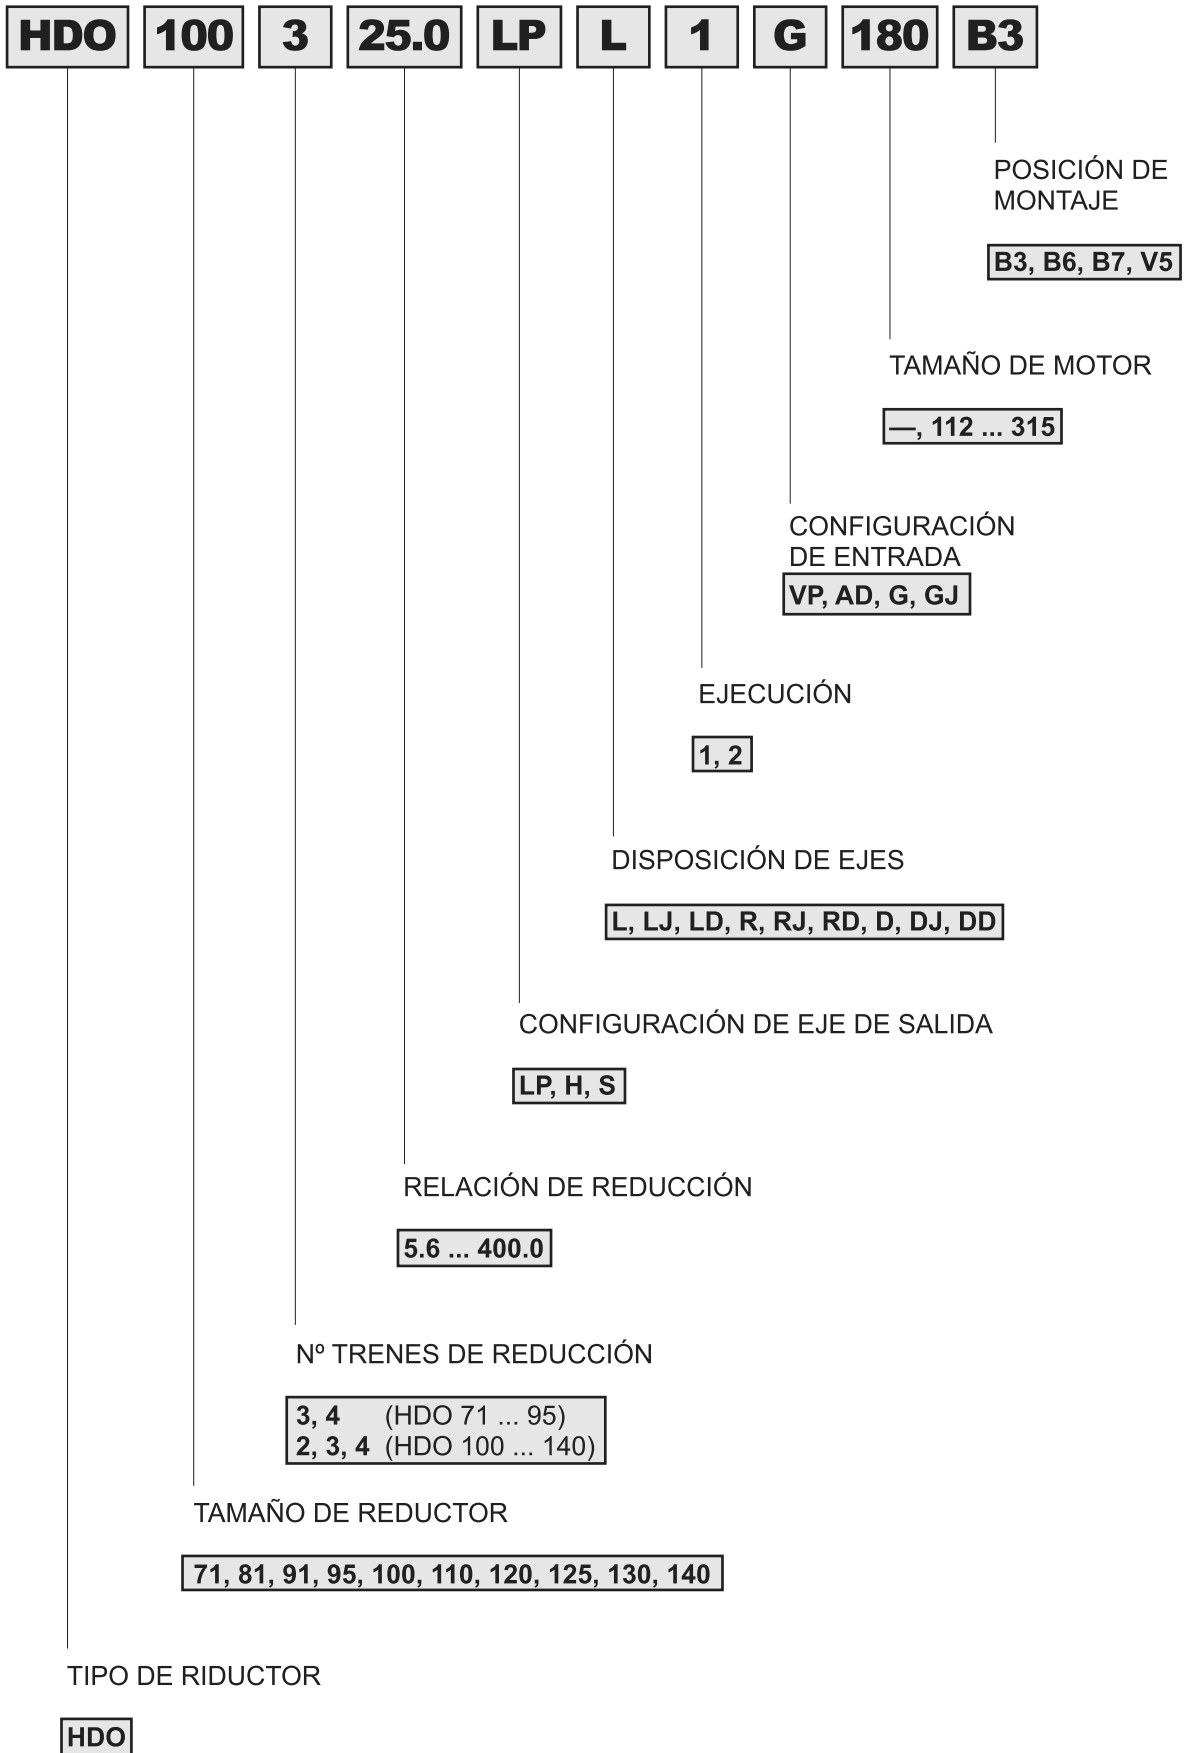 HDO 100 3 25.0 LP L 1 G 180 B3
POSICIÓN DE
MONTAJE
B3, B6, B7, V5
TAMAÑO DE MOTOR
—, 112 ... 315
CONFIGURACIÓN
DE ENTRADA
VP, AD, G, GJ
EJECUCIÓN
1, 2
DISPOSICIÓN DE EJES
L, LJ, LD, R, RJ, RD, D, DJ, DD
CONFIGURACIÓN DE EJE DE SALIDA
LP, H, S
RELACIÓN DE REDUCCIÓN
5.6 ... 400.0
Nº TRENES DE REDUCCIÓN
3, 4 (HDO 71 ... 95)
2, 3, 4 (HDO 100 ... 140)
TAMAÑO DE REDUCTOR
71, 81, 91, 95, 100, 110, 120, 125, 130, 140
TIPO DE RIDUCTOR
HDO